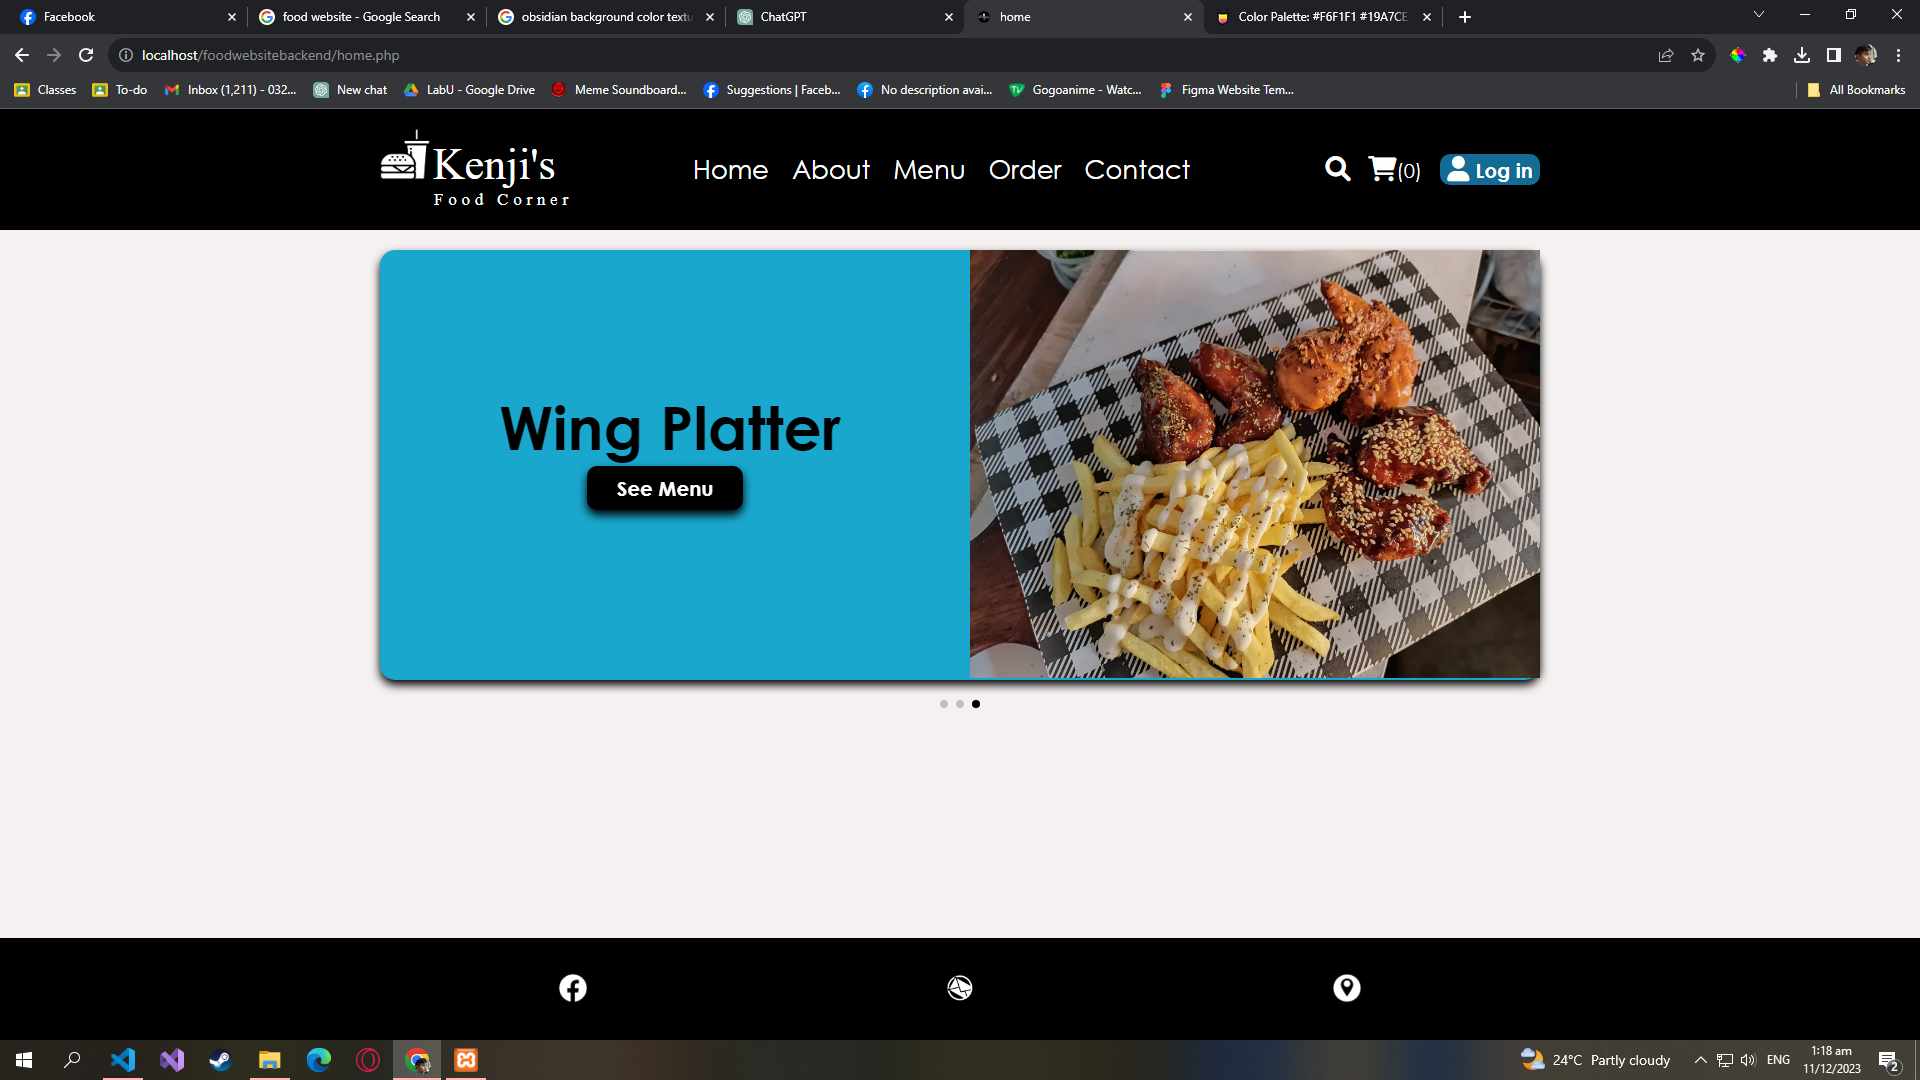 Facebook
food website - Google Search
obsidian background color textu
ChatGPT
home
Color Palette: #F6F1F1 #19A7CE
localhost/foodwebsitebackend/home.php
Classes
To-do
Inbox (1,211) - 032...
New chat
LabU - Google Drive
Meme Soundboard...
Suggestions | Faceb...
No description avai...
Gogoanime - Watc...
Figma Website Tem...
All Bookmarks
Kenji's
Food Corner
Home
About
Menu
Order
Contact
(0)
Log in
Wing Platter
See Menu
24°C Partly cloudy
ENG
1:18 am
11/12/2023
2